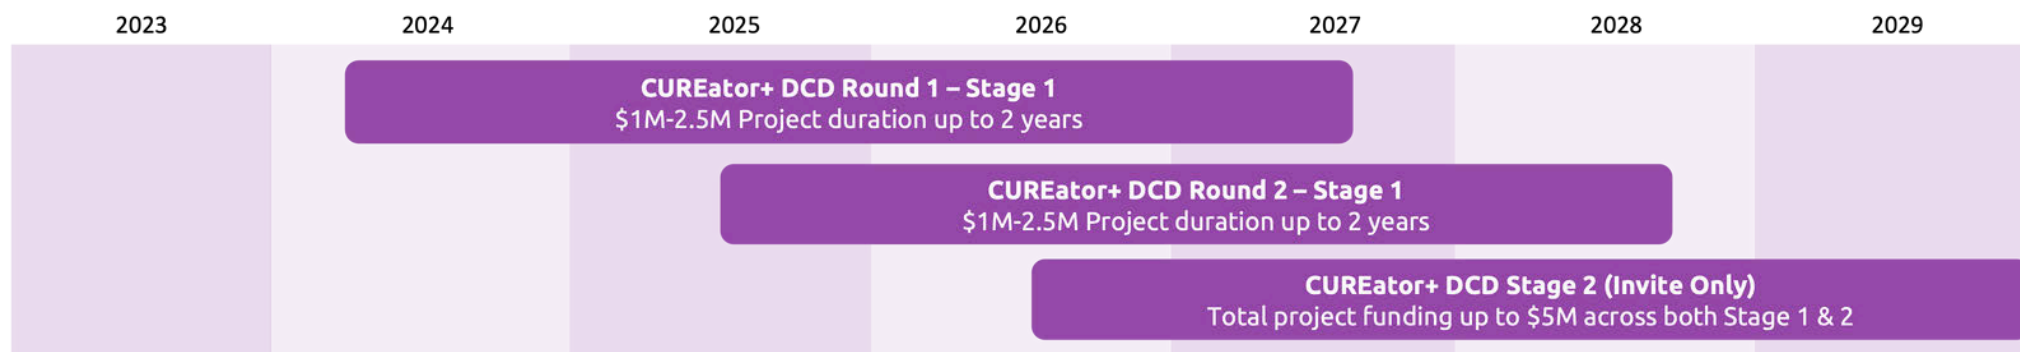 2023 2024 2025 2026 2027 2028 2029
CUREator+ DCD Round 1 – Stage 1
$1M-2.5M Project duration up to 2 years
CUREator+ DCD Round 2 – Stage 1
$1M-2.5M Project duration up to 2 years
CUREator+ DCD Stage 2 (Invite Only)
Total project funding up to $5M across both Stage 1 & 2